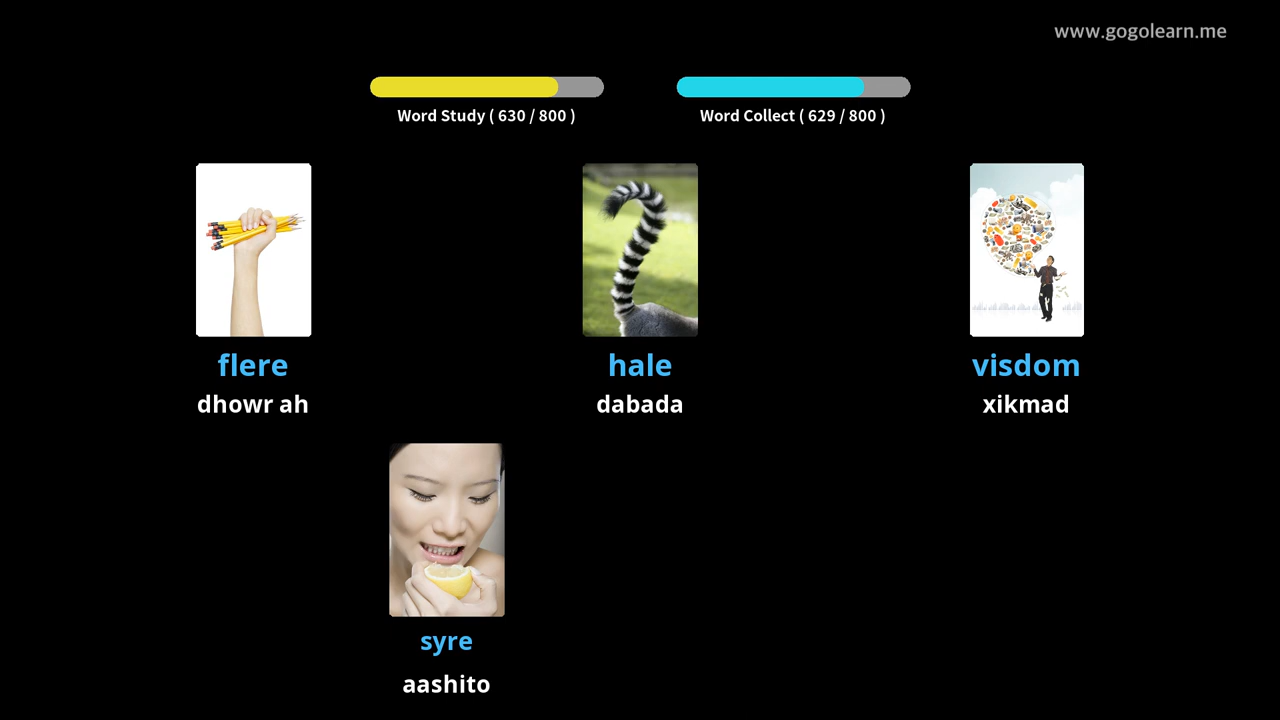 www.gogolearn.me
Word Study ( 630 / 800 )
Word Collect ( 629 / 800 )
flere
dhowr ah
hale
dabada
visdom
xikmad
syre
aashito